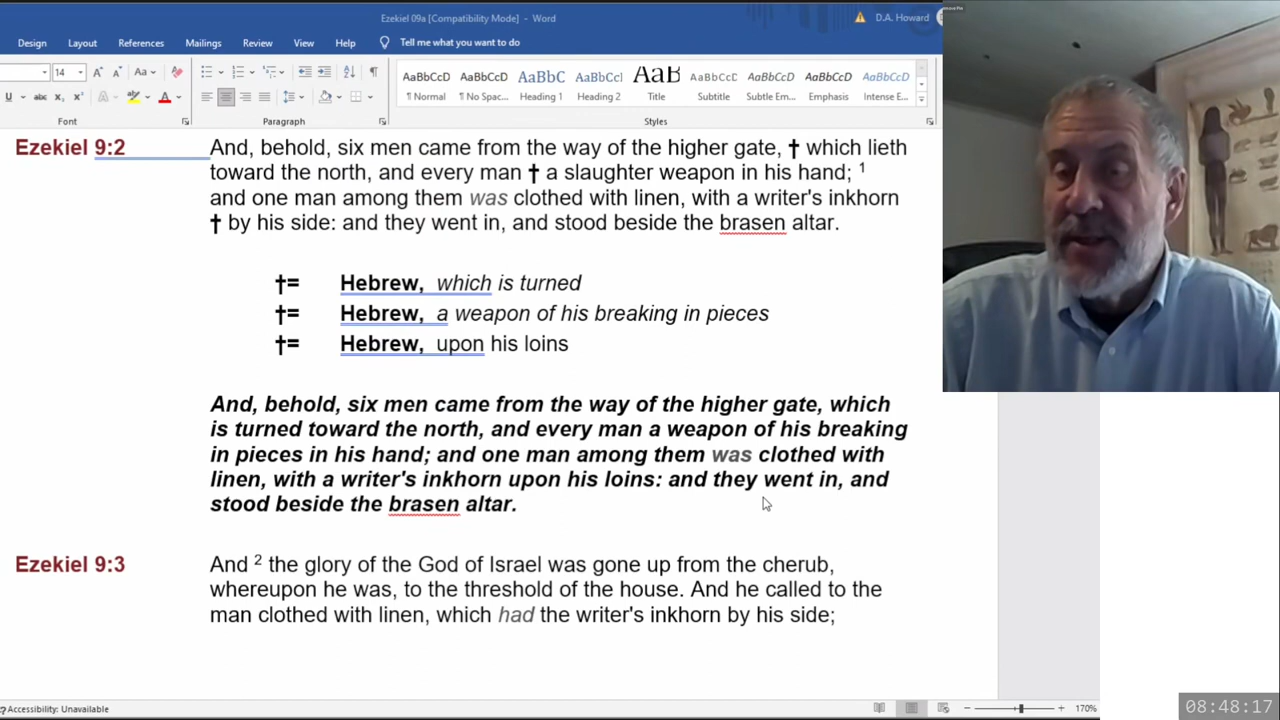 Ezekiel 09a [Compatibility Mode] - Word
D.A. Howard
Design Layout References Mailings Review View Help Tell me what you want to do
14 A A Aa
U abc x₂ x² A A
AaBbCcD AaBbCcD AaBbC AaBbCcl AaB AaBbCcD AaBbCcD AaBbCcD AaBbCcD
¶ Normal ¶ No Spac... Heading 1 Heading 2 Title Subtitle Subtle Em... Emphasis Intense E...
Font Paragraph Styles
Ezekiel 9:2 And, behold, six men came from the way of the higher gate, † which lieth
toward the north, and every man † a slaughter weapon in his hand; ¹
and one man among them was clothed with linen, with a writer's inkhorn
† by his side: and they went in, and stood beside the brasen altar.
†= Hebrew, which is turned
†= Hebrew, a weapon of his breaking in pieces
†= Hebrew, upon his loins
And, behold, six men came from the way of the higher gate, which
is turned toward the north, and every man a weapon of his breaking
in pieces in his hand; and one man among them was clothed with
linen, with a writer's inkhorn upon his loins: and they went in, and
stood beside the brasen altar.
Ezekiel 9:3 And ² the glory of the God of Israel was gone up from the cherub,
whereupon he was, to the threshold of the house. And he called to the
man clothed with linen, which had the writer's inkhorn by his side;
Accessibility: Unavailable
170%
08:48:17